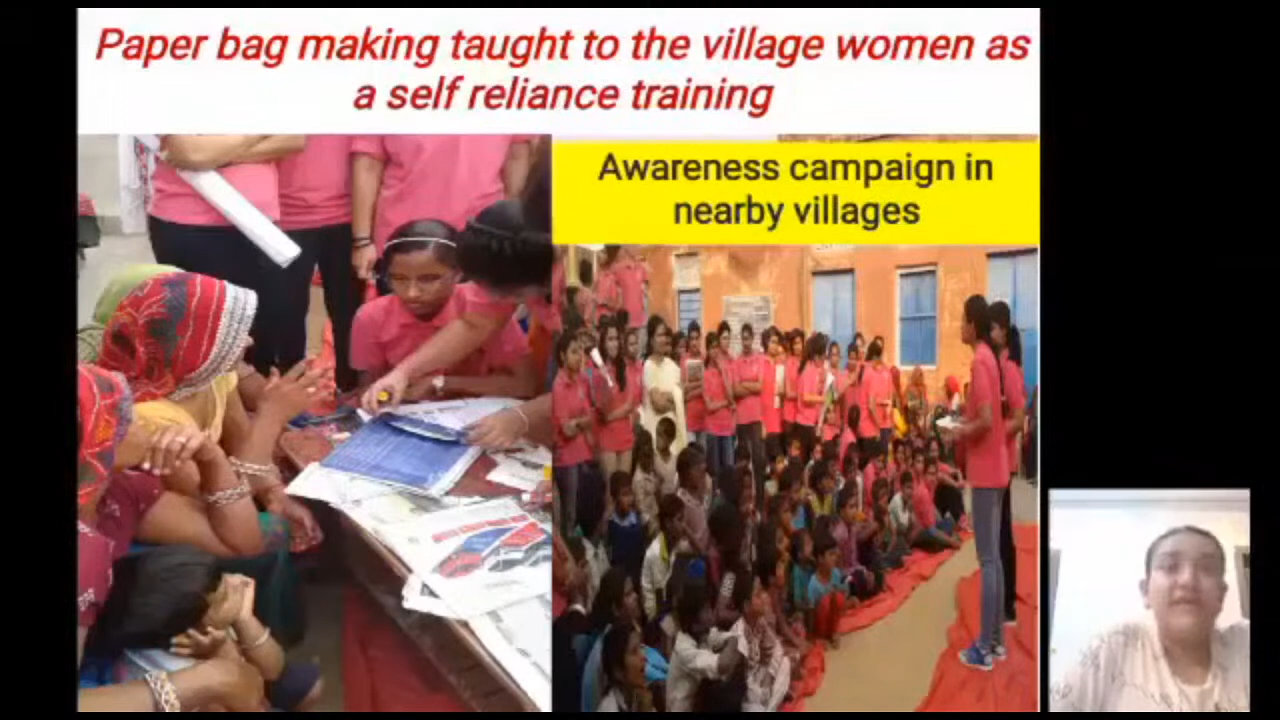 Paper bag making taught to the village women as
a self reliance training
Awareness campaign in
nearby villages